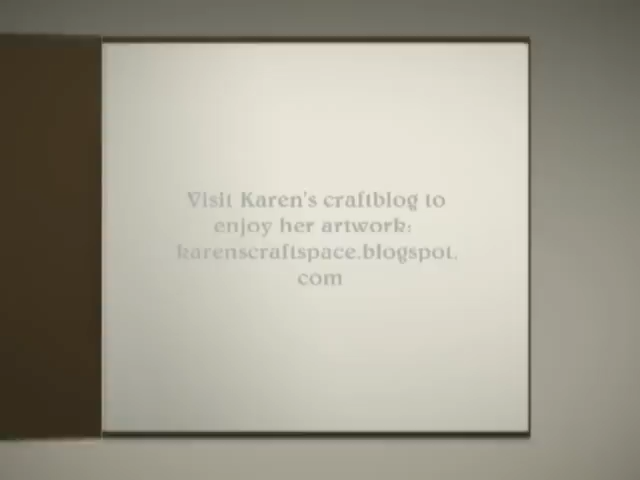 Visit Karen's craftblog to
enjoy her artwork:
karenscraftspace.blogspot.
com